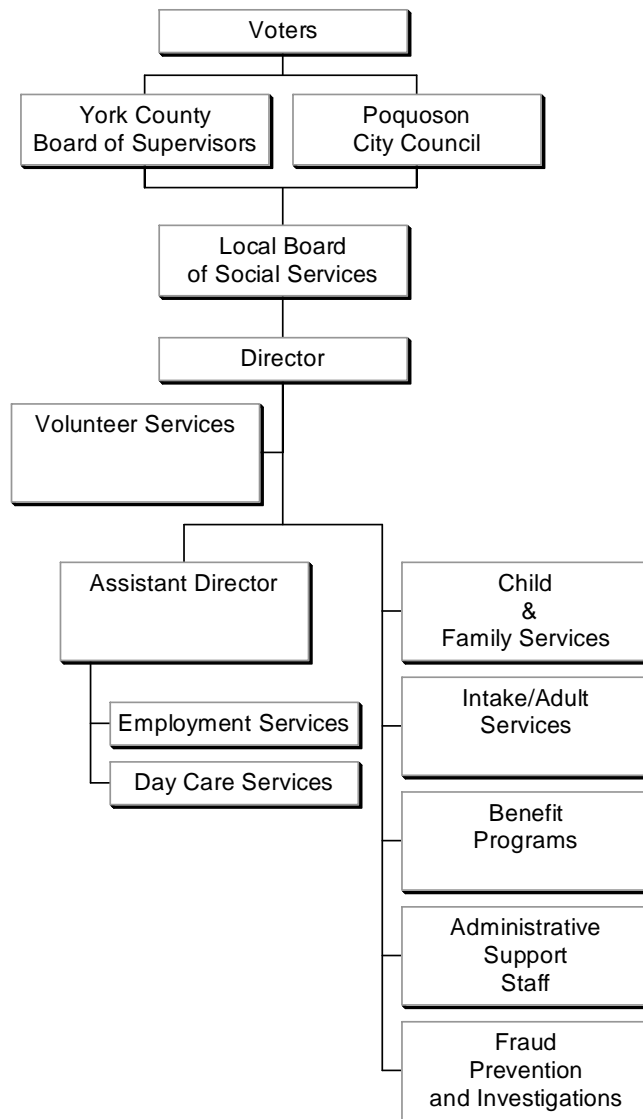 Voters
York County
Board of Supervisors
Poquoson
City Council
Local Board
of Social Services
Director
Volunteer Services
Assistant Director
Employment Services
Day Care Services
Child
&
Family Services
Intake/Adult
Services
Benefit
Programs
Administrative
Support
Staff
Fraud
Prevention
and Investigations